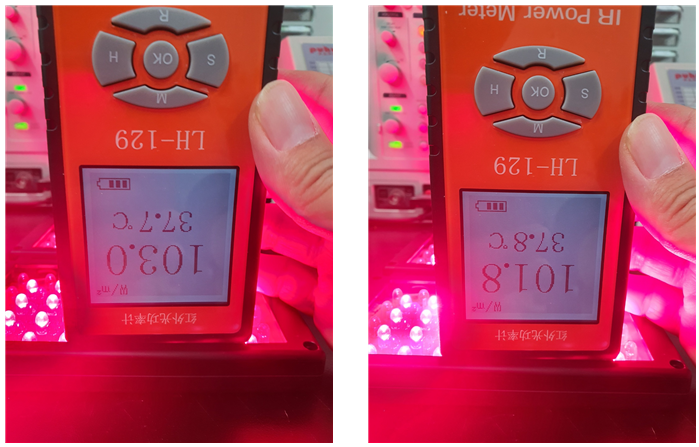 红外光功率计
W/m²
103.0
37.7°C
LH-129
M
S OK H
R
红外光功率计
W/m²
101.8
37.8°C
LH-129
M
S OK H
R
IR Power Meter